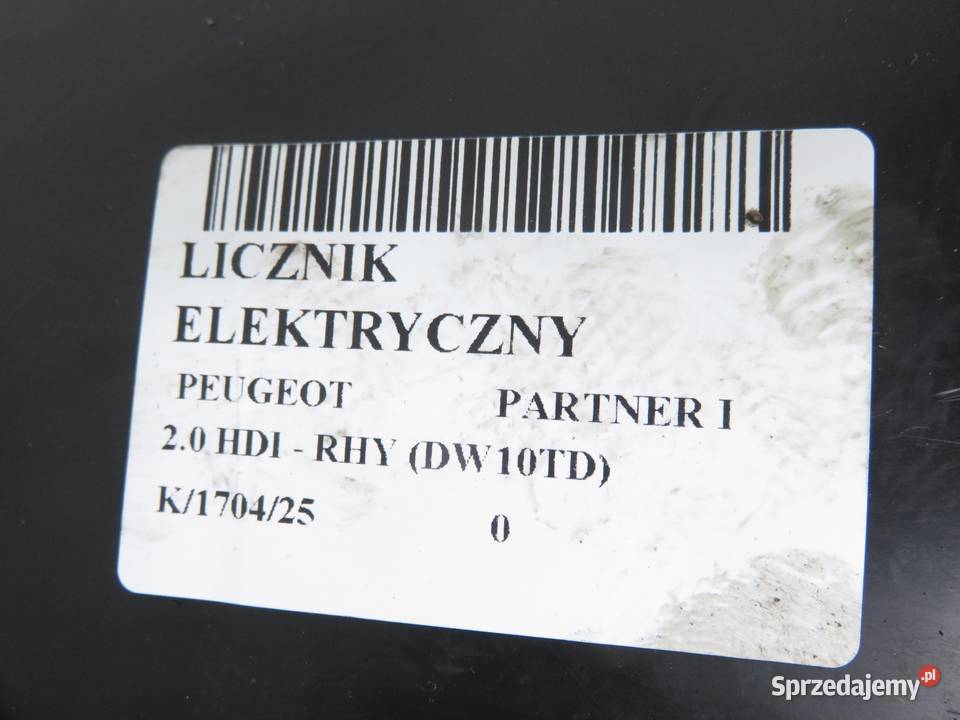 LICZNIK
ELEKTRYCZNY
PEUGEOT PARTNER I
2.0 HDI - RHY (DW10TD)
K/1704/25 0
Sprzedajemy.pl